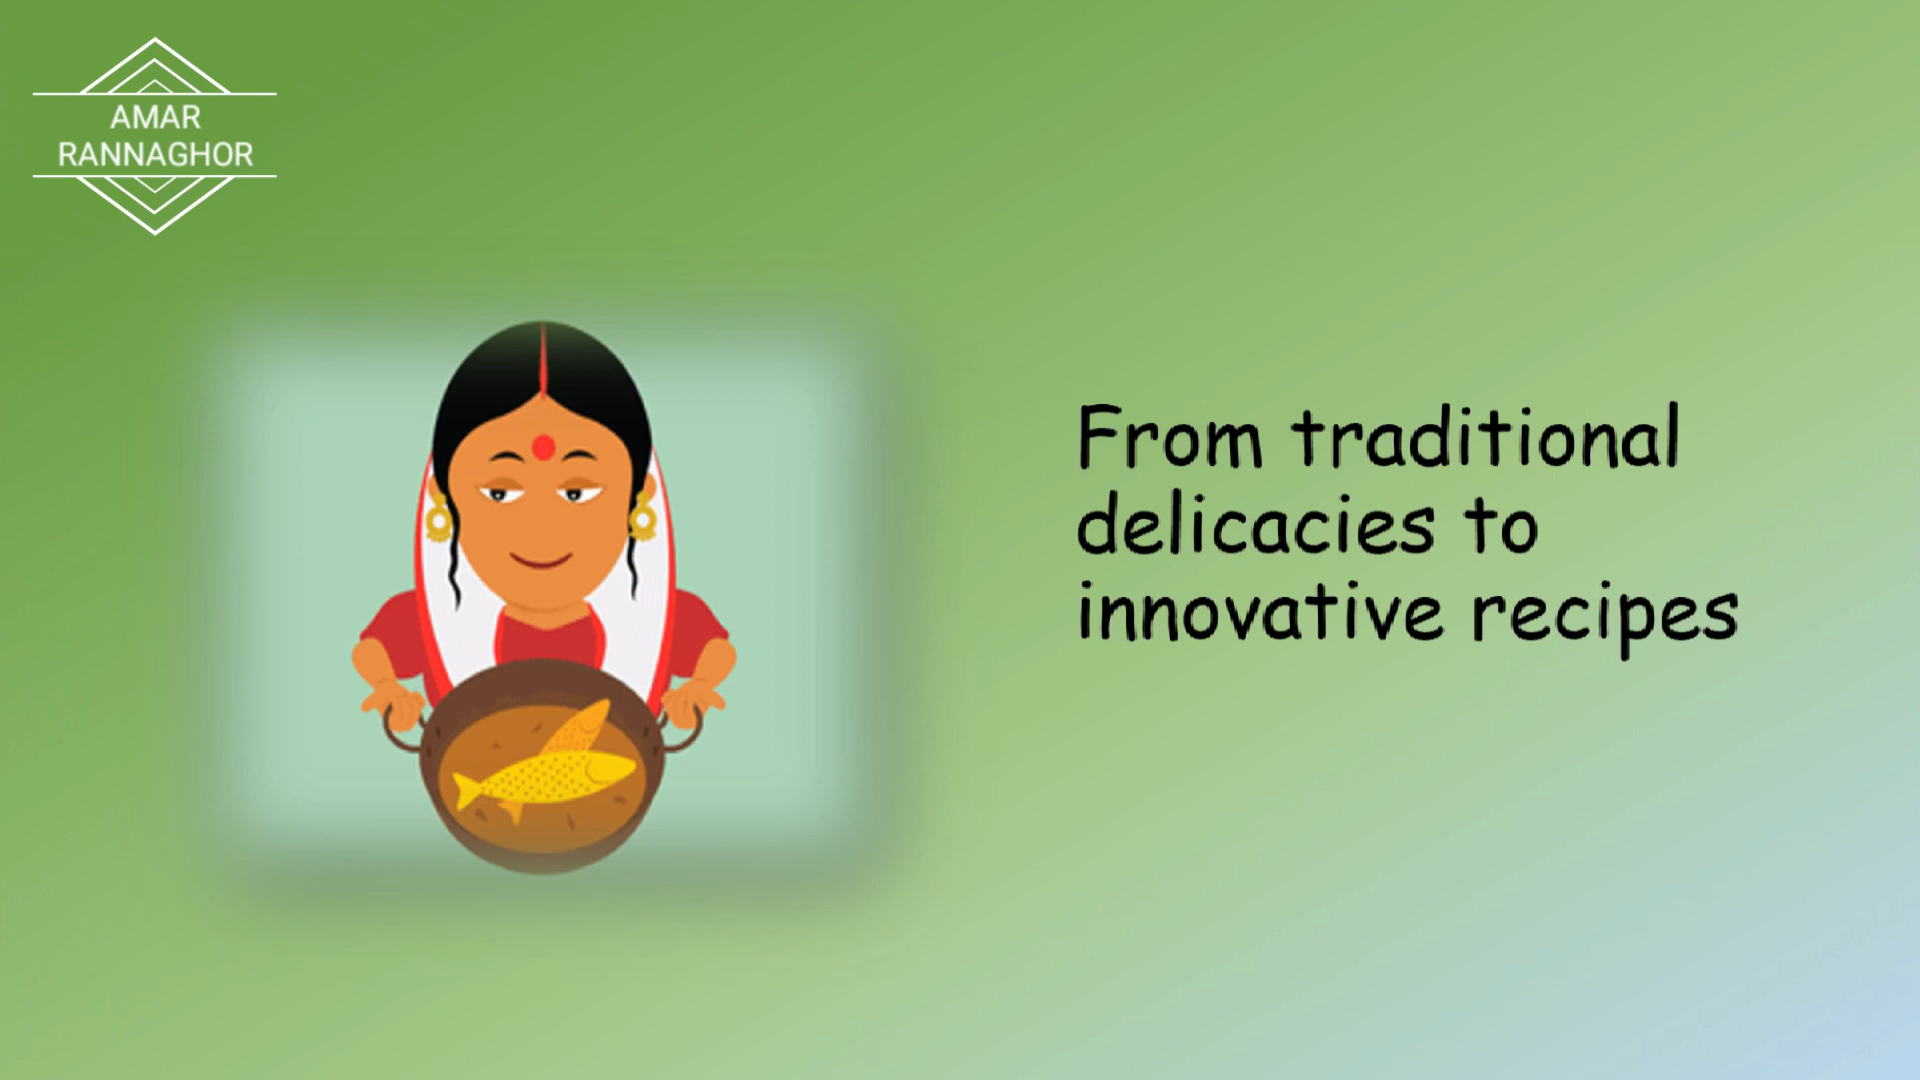 AMAR
RANNAGHOR
From traditional
delicacies to
innovative recipes